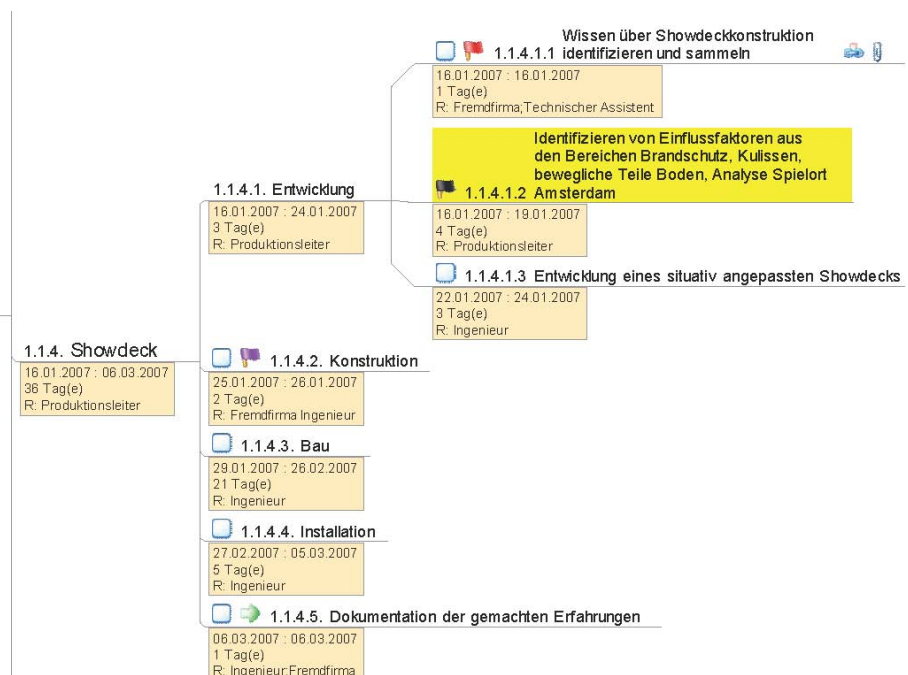 1.1.4. Showdeck
16.01.2007 : 06.03.2007
36 Tag(e)
R: Produktionsleiter
1.1.4.1. Entwicklung
16.01.2007 : 24.01.2007
3 Tag(e)
R: Produktionsleiter
Wissen über Showdeckkonstruktion
1.1.4.1.1 identifizieren und sammeln
16.01.2007 : 16.01.2007
1 Tag(e)
R: Fremdfirma;Technischer Assistent
Identifizieren von Einflussfaktoren aus
den Bereichen Brandschutz, Kulissen,
bewegliche Teile Boden, Analyse Spielort
1.1.4.1.2 Amsterdam
16.01.2007 : 19.01.2007
4 Tag(e)
R: Produktionsleiter
1.1.4.1.3 Entwicklung eines situativ angepassten Showdecks
22.01.2007 : 24.01.2007
3 Tag(e)
R: Ingenieur
1.1.4.2. Konstruktion
25.01.2007 : 26.01.2007
2 Tag(e)
R: Fremdfirma Ingenieur
1.1.4.3. Bau
29.01.2007 : 26.02.2007
21 Tag(e)
R: Ingenieur
1.1.4.4. Installation
27.02.2007 : 05.03.2007
5 Tag(e)
R: Ingenieur
1.1.4.5. Dokumentation der gemachten Erfahrungen
06.03.2007 : 06.03.2007
1 Tag(e)
R: Ingenieur;Fremdfirma